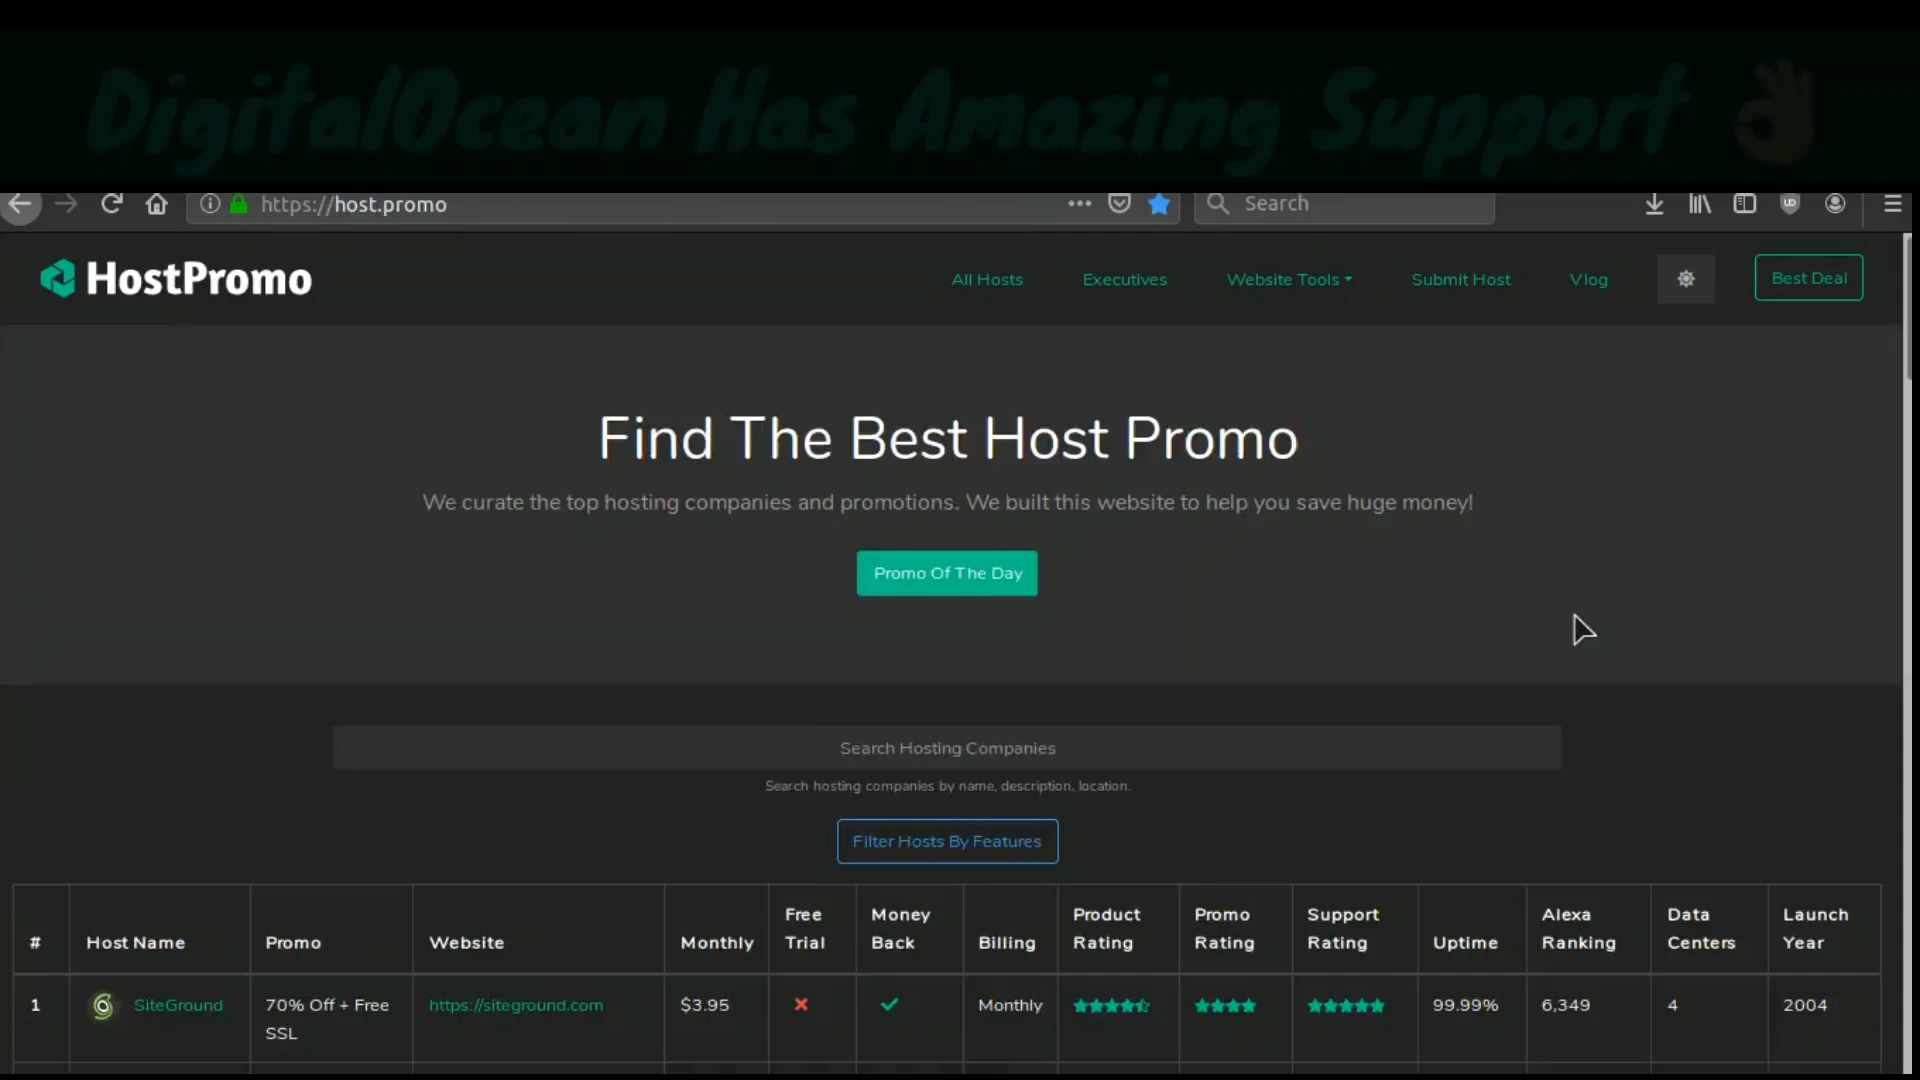 DigitalOcean Has Amazing Support 👌
https://host.promo
Search
HostPromo
All Hosts
Executives
Website Tools
Submit Host
Vlog
Best Deal
Find The Best Host Promo
We curate the top hosting companies and promotions. We built this website to help you save huge money!
Promo Of The Day
Search Hosting Companies
Search hosting companies by name, description, location.
Filter Hosts By Features
# Host Name Promo Website Monthly Free Trial Money Back Billing Product Rating Promo Rating Support Rating Uptime Alexa Ranking Data Centers Launch Year
1 SiteGround 70% Off + Free SSL https://siteground.com $3.95 Monthly 99.99% 6,349 4 2004